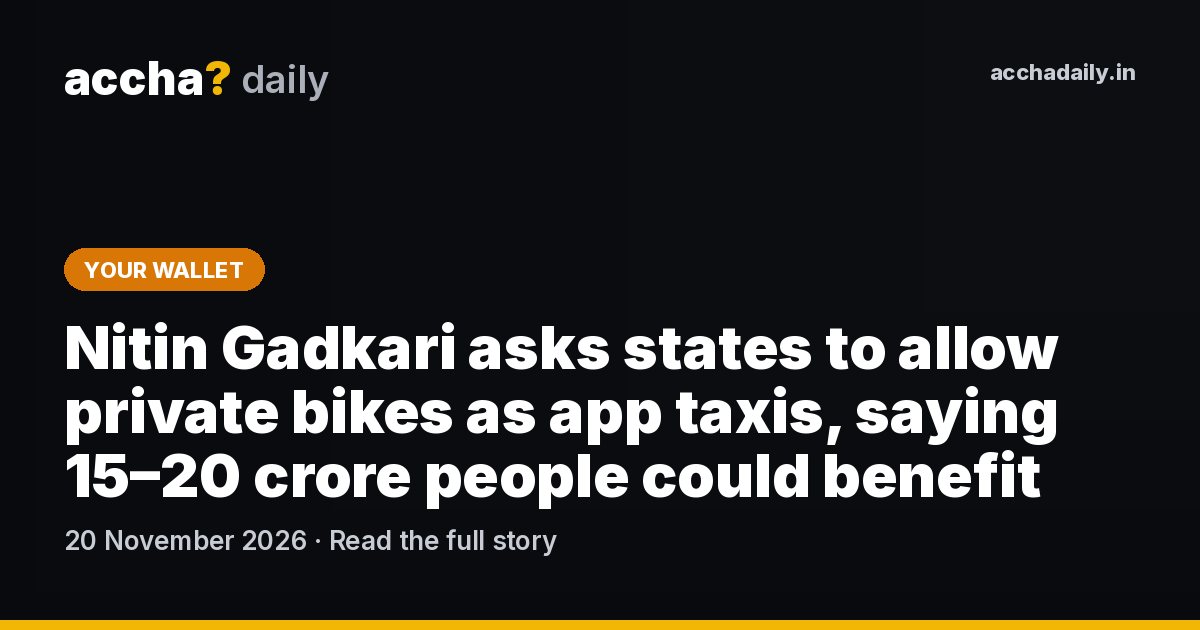 accha? daily
acchadaily.in
YOUR WALLET
Nitin Gadkari asks states to allow
private bikes as app taxis, saying
15–20 crore people could benefit
20 November 2026 · Read the full story